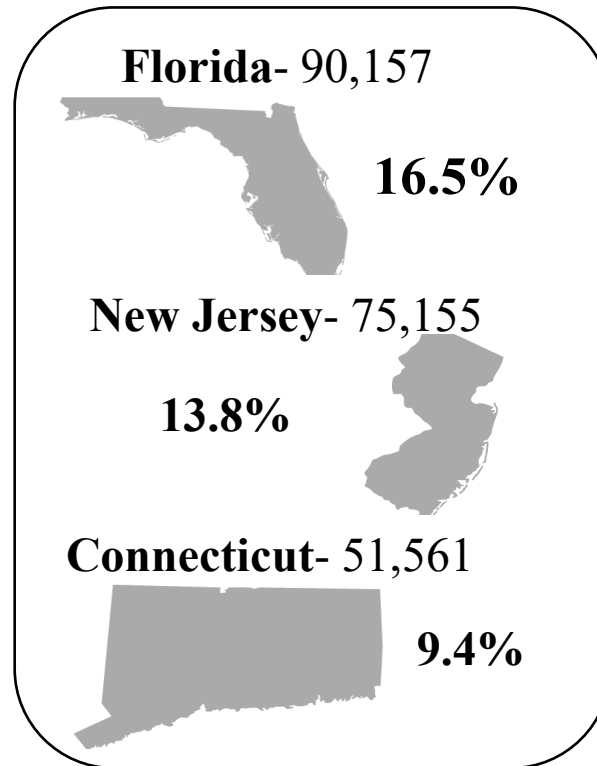 Florida- 90,157
16.5%
New Jersey- 75,155
13.8%
Connecticut- 51,561
9.4%